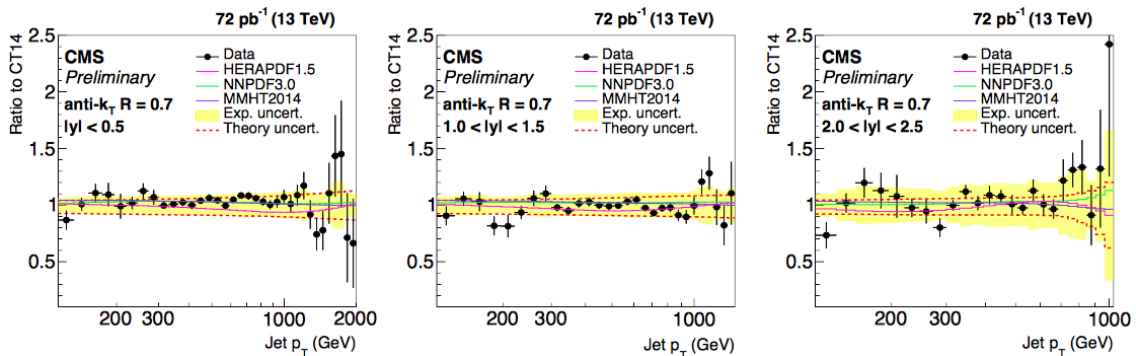 72 pb⁻¹ (13 TeV)
Ratio to CT14
2.5
2
1.5
1
0.5
CMS
Preliminary
anti-k_T R = 0.7
|y| < 0.5
Data
HERAPDF1.5
NNPDF3.0
MMHT2014
Exp. uncert.
Theory uncert.
200 300 1000 2000
Jet p_T (GeV)
72 pb⁻¹ (13 TeV)
Ratio to CT14
2.5
2
1.5
1
0.5
CMS
Preliminary
anti-k_T R = 0.7
1.0 < |y| < 1.5
Data
HERAPDF1.5
NNPDF3.0
MMHT2014
Exp. uncert.
Theory uncert.
200 300 1000
Jet p_T (GeV)
72 pb⁻¹ (13 TeV)
Ratio to CT14
2.5
2
1.5
1
0.5
CMS
Preliminary
anti-k_T R = 0.7
2.0 < |y| < 2.5
Data
HERAPDF1.5
NNPDF3.0
MMHT2014
Exp. uncert.
Theory uncert.
200 300 1000
Jet p_T (GeV)